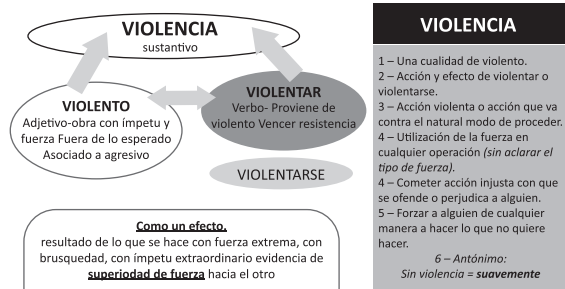 VIOLENCIA
sustantivo
VIOLENTO
Adjetivo-obra con ímpetu y
fuerza Fuera de lo esperado
Asociado a agresivo
VIOLENTAR
Verbo- Proviene de
violento Vencer resistencia
VIOLENTARSE
Como un efecto,
resultado de lo que se hace con fuerza extrema, con
brusquedad, con ímpetu extraordinario evidencia de
superiodad de fuerza hacia el otro
VIOLENCIA
1 – Una cualidad de violento.
2 – Acción y efecto de violentar o
violentarse.
3 – Acción violenta o acción que va
contra el natural modo de proceder.
4 – Utilización de la fuerza en
cualquier operación (sin aclarar el
tipo de fuerza).
4 – Cometer acción injusta con que
se ofende o perjudica a alguien.
5 – Forzar a alguien de cualquier
manera a hacer lo que no quiere
hacer.
6 – Antónimo:
Sin violencia = suavemente